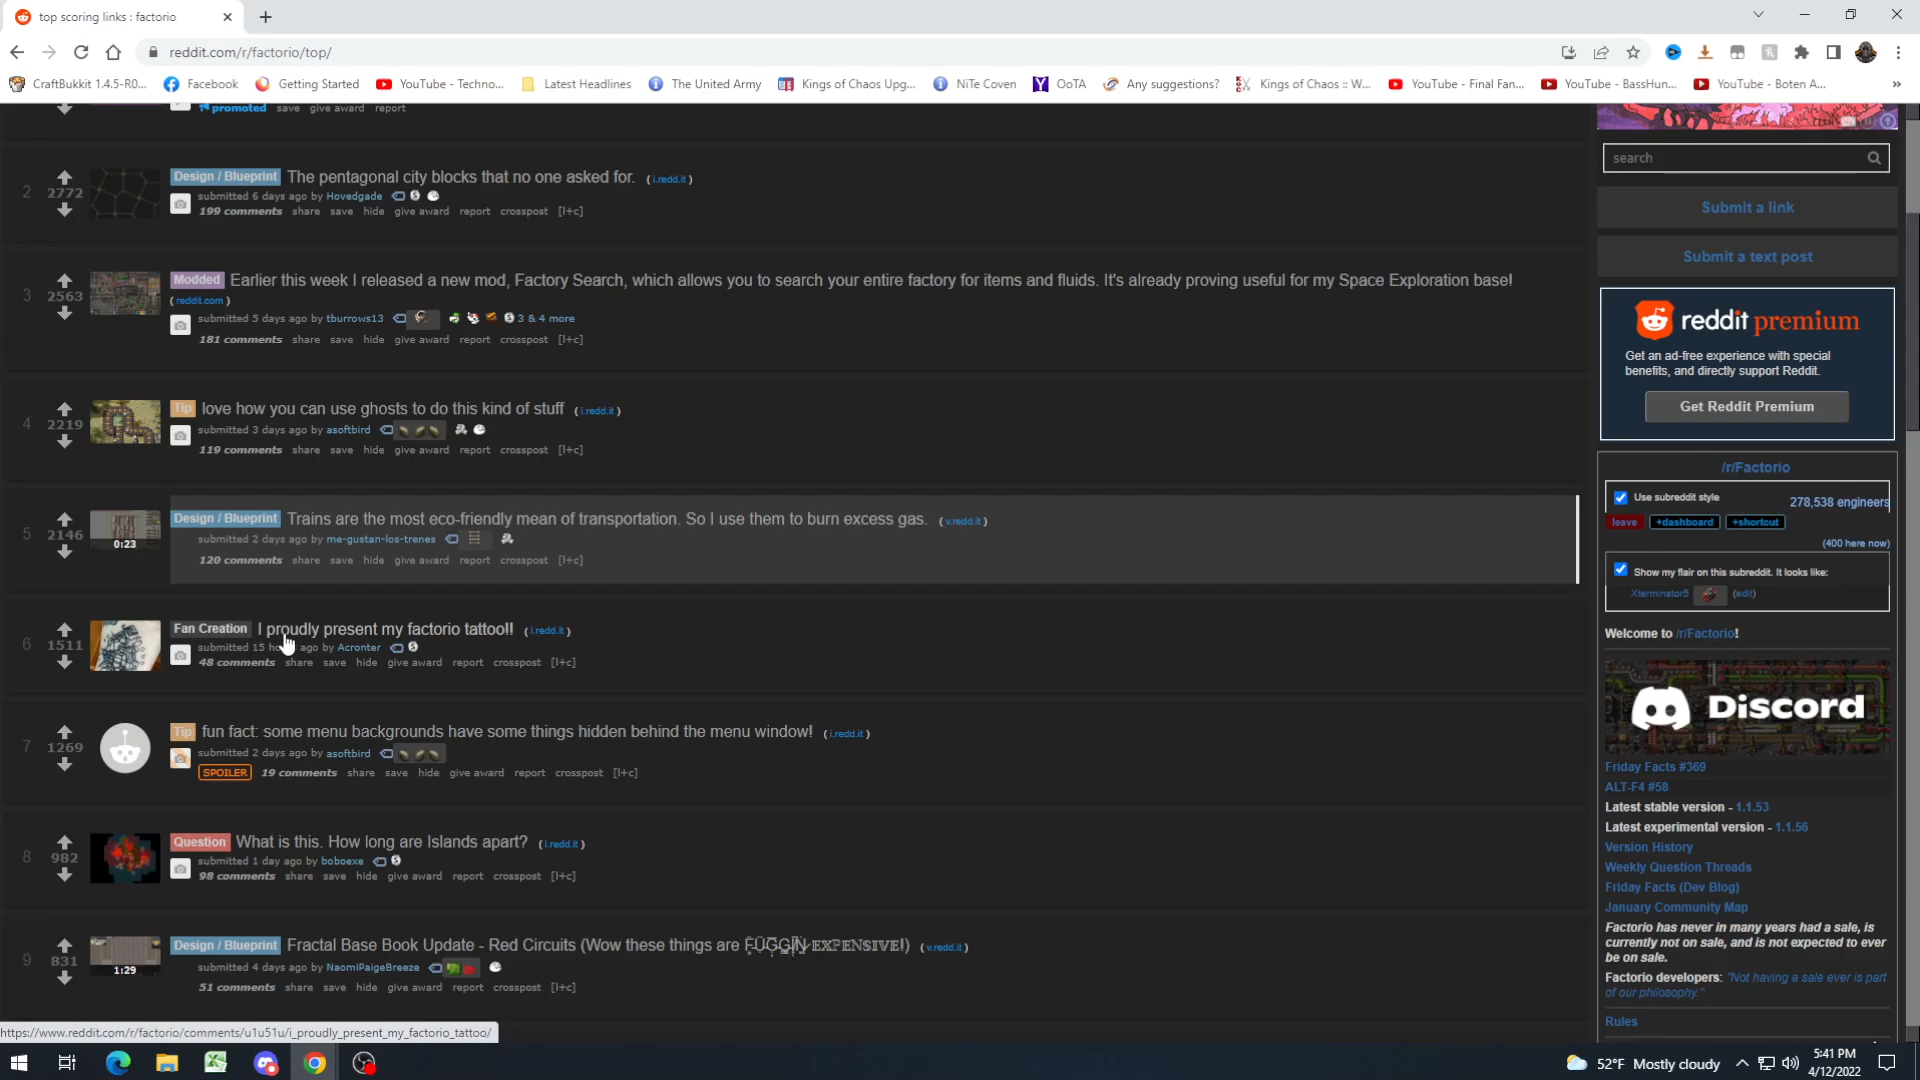 top scoring links : factorio
reddit.com/r/factorio/top/
CraftBukkit 1.4.5-R0... Facebook Getting Started YouTube - Techno... Latest Headlines The United Army Kings of Chaos Upg... NiTe Coven OoTA Any suggestions? Kings of Chaos :: W... YouTube - Final Fan... YouTube - BassHun... YouTube - Boten A... »
promoted save give award report
2 2772 Design / Blueprint The pentagonal city blocks that no one asked for. (i.redd.it)
submitted 6 days ago by Hovedgade
199 comments share save hide give award report crosspost [l+c]
3 2563 Modded Earlier this week I released a new mod, Factory Search, which allows you to search your entire factory for items and fluids. It's already proving useful for my Space Exploration base!
(reddit.com)
submitted 5 days ago by tburrows13 3 & 4 more
181 comments share save hide give award report crosspost [l+c]
4 2219 Tip love how you can use ghosts to do this kind of stuff (i.redd.it)
submitted 3 days ago by asoftbird
119 comments share save hide give award report crosspost [l+c]
5 2146 0:23 Design / Blueprint Trains are the most eco-friendly mean of transportation. So I use them to burn excess gas. (v.redd.it)
submitted 2 days ago by me-gustan-los-trenes
120 comments share save hide give award report crosspost [l+c]
6 1511 Fan Creation I proudly present my factorio tattoo!! (i.redd.it)
submitted 15 ago by Acronter
48 comments share save hide give award report crosspost [l+c]
7 1269 Tip fun fact: some menu backgrounds have some things hidden behind the menu window! (i.redd.it)
submitted 2 days ago by asoftbird
SPOILER 19 comments share save hide give award report crosspost [l+c]
8 982 Question What is this. How long are Islands apart? (i.redd.it)
submitted 1 day ago by boboexe
98 comments share save hide give award report crosspost [l+c]
9 831 1:29 Design / Blueprint Fractal Base Book Update - Red Circuits (Wow these things are EXPENSIVE!) (v.redd.it)
submitted 4 days ago by NaomiPaigeBreeze
51 comments share save hide give award report crosspost [l+c]
search
Submit a link
Submit a text post
reddit premium
Get an ad-free experience with special
benefits, and directly support Reddit.
Get Reddit Premium
/r/Factorio
Use subreddit style 278,538 engineers
leave +dashboard +shortcut
(400 here now)
Show my flair on this subreddit. It looks like:
Xterminator5 (edit)
Welcome to /r/Factorio!
Discord
Friday Facts #369
ALT-F4 #58
Latest stable version - 1.1.53
Latest experimental version - 1.1.56
Version History
Weekly Question Threads
Friday Facts (Dev Blog)
January Community Map
Factorio has never in many years had a sale, is
currently not on sale, and is not expected to ever
be on sale.
Factorio developers: "Not having a sale ever is part
of our philosophy."
Rules
https://www.reddit.com/r/factorio/comments/u1u51u/i_proudly_present_my_factorio_tattoo/
52°F Mostly cloudy
5:41 PM
4/12/2022